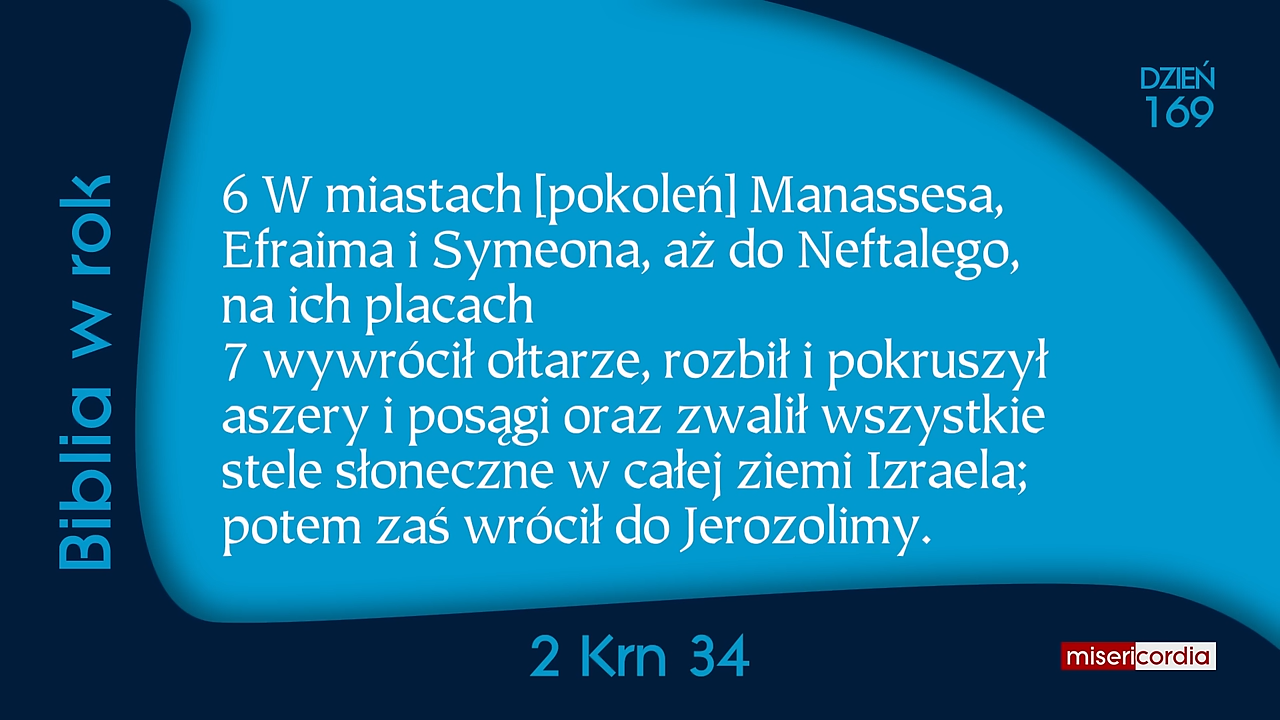 DZIEŃ
169
Biblia w rok
6 W miastach [pokoleń] Manassesa,
Efraima i Symeona, aż do Neftalego,
na ich placach
7 wywrócił ołtarze, rozbił i pokruszył
aszery i posągi oraz zwalił wszystkie
stele słoneczne w całej ziemi Izraela;
potem zaś wrócił do Jerozolimy.
2 Krn 34
misericordia